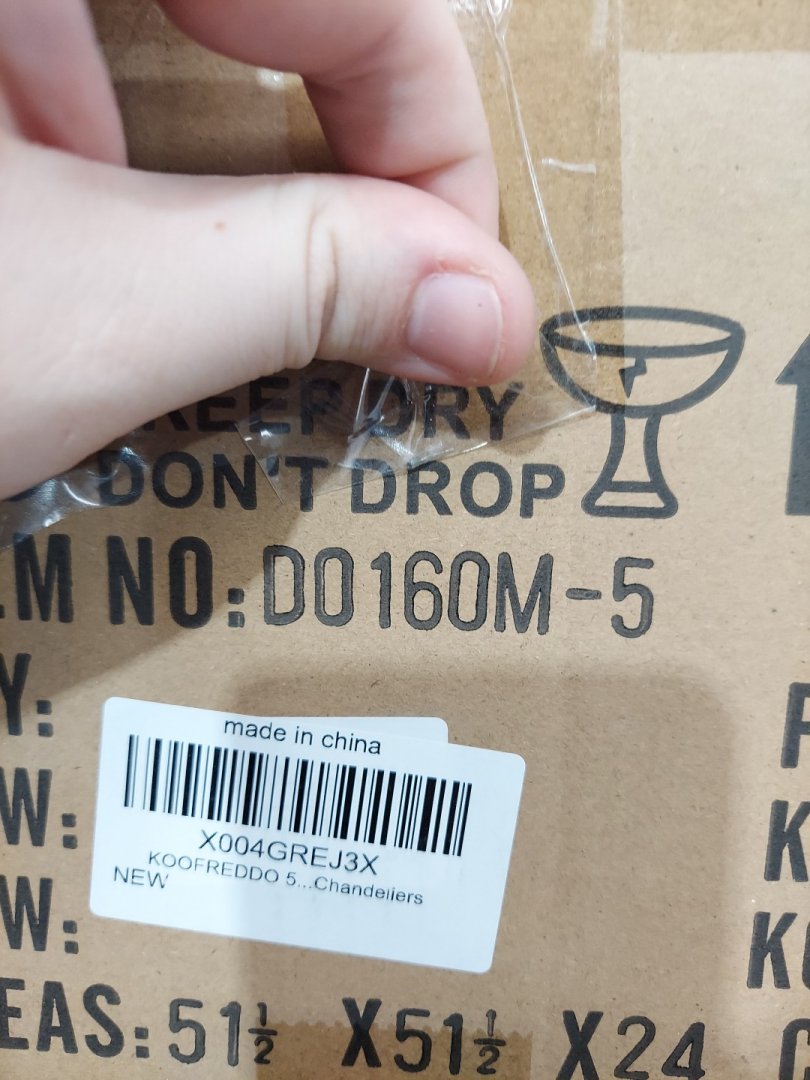 KEEP DRY
DON'T DROP
EM NO: D0160M-5
Y:
W:
W:
EAS: 51½ X51½ X24
made in china
X004GREJ3X
KOOFREDDO 5...Chandeliers
NEW